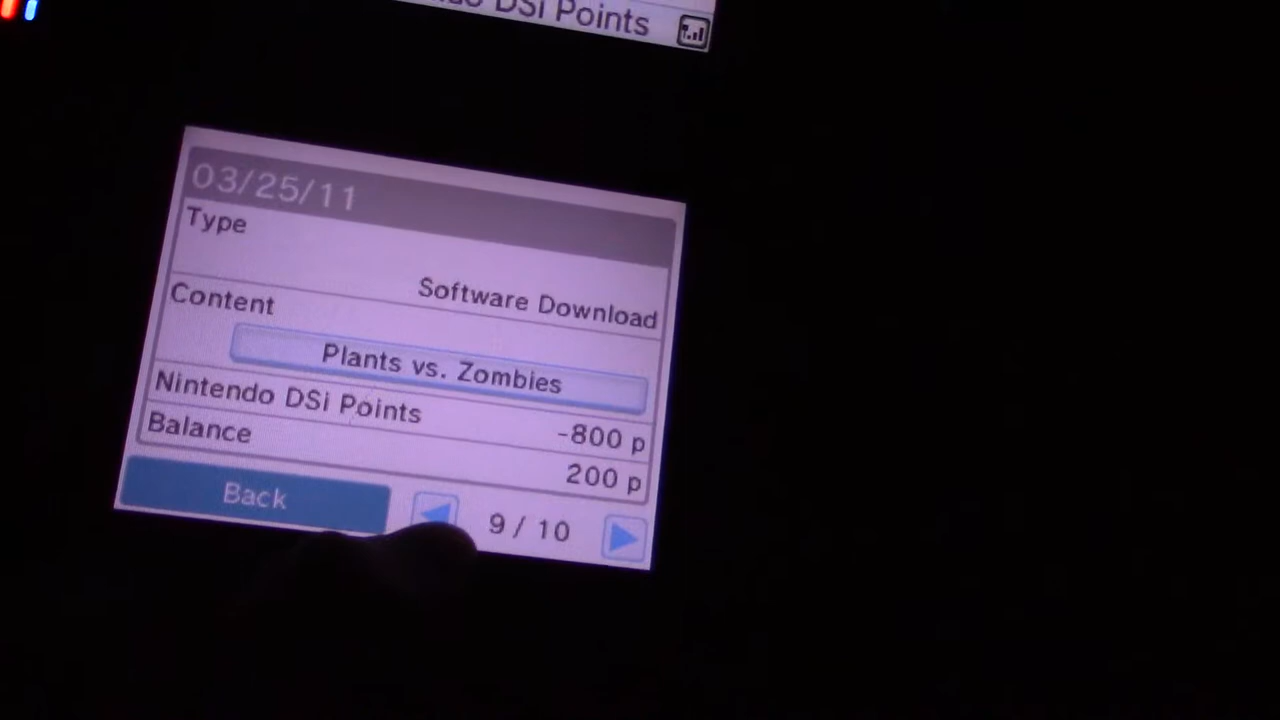 DSi Points
03/25/11
Type
Software Download
Content
Plants vs. Zombies
Nintendo DSi Points
-800 p
Balance
200 p
Back
9 / 10